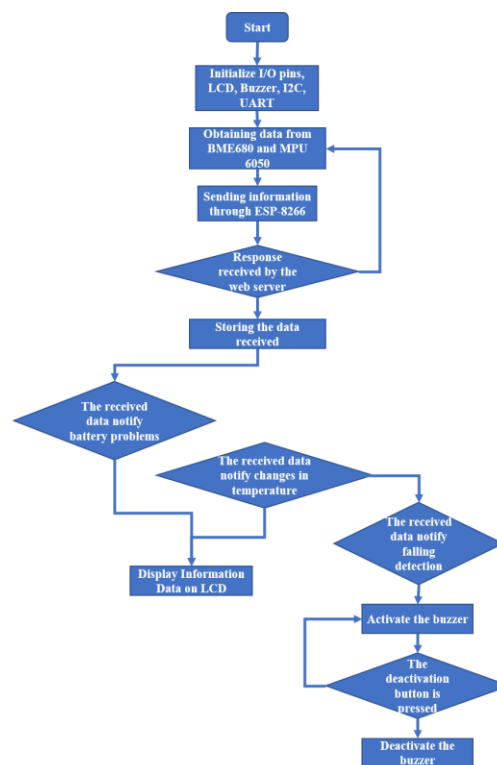 Start
Initialize I/O pins,
LCD, Buzzer, I2C,
UART
Obtaining data from
BME680 and MPU
6050
Sending information
through ESP-8266
Response
received by the
web server
Storing the data
received
The received
data notify
battery problems
The received data
notify changes in
temperature
The received
data notify
falling
detection
Display Information
Data on LCD
Activate the buzzer
The
deactivation
button is
pressed
Deactivate the
buzzer